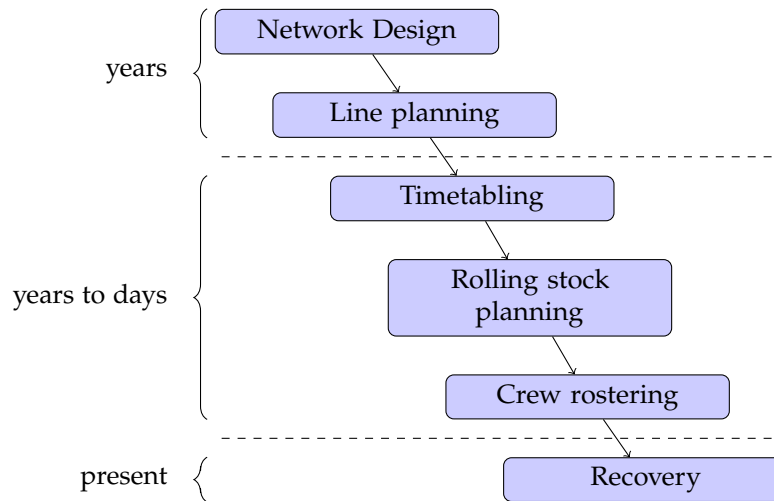 Network Design
years
Line planning
Timetabling
years to days
Rolling stock
planning
Crew rostering
present
Recovery